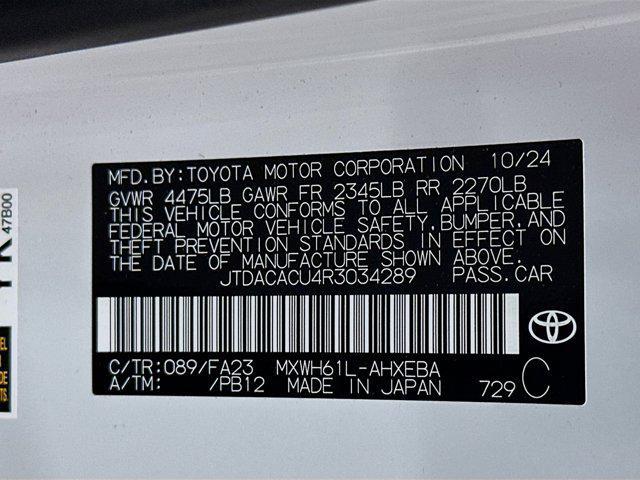 MFD.BY:TOYOTA MOTOR CORPORATION 10/24
GVWR 4475LB GAWR FR 2345LB RR 2270LB
THIS VEHICLE CONFORMS TO ALL APPLICABLE
FEDERAL MOTOR VEHICLE SAFETY,BUMPER,AND
THEFT PREVENTION STANDARDS IN EFFECT ON
THE DATE OF MANUFACTURE SHOWN ABOVE.
JTDACACU4R3034289 PASS.CAR
C/TR:089/FA23 MXWH61L-AHXEBA
A/TM: /PB12 MADE IN JAPAN 729 C
47B00